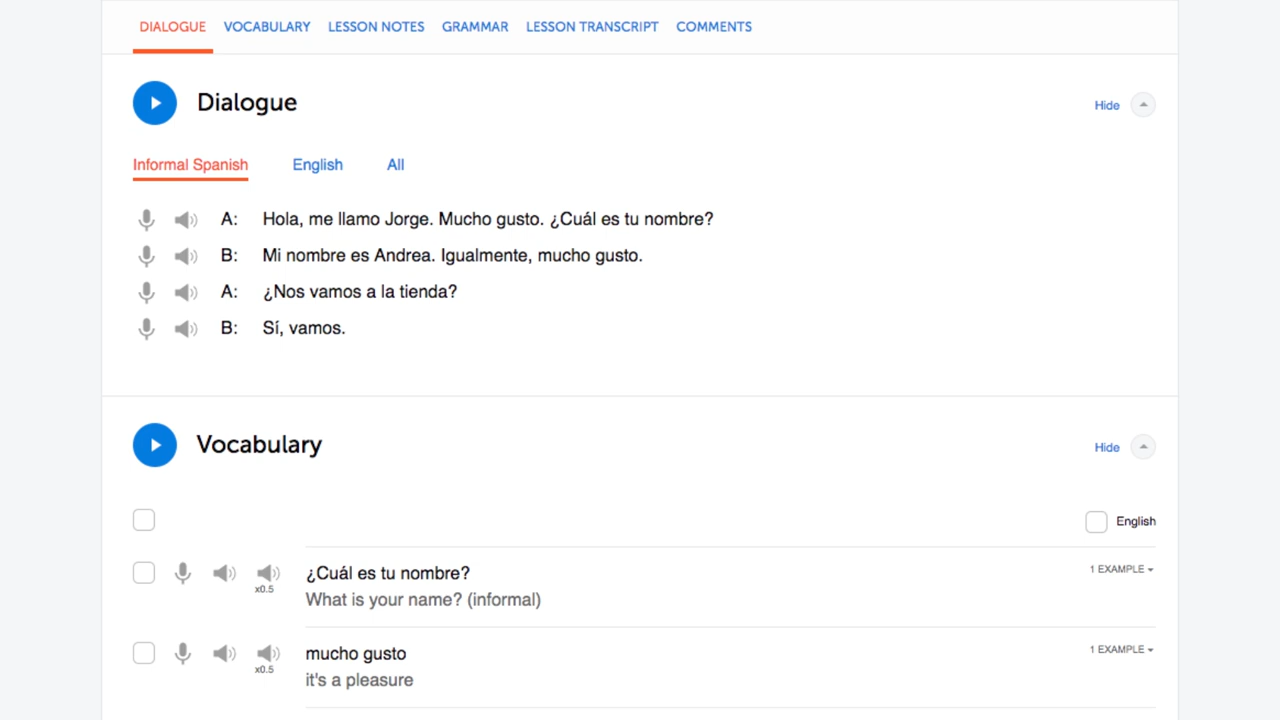 DIALOGUE VOCABULARY LESSON NOTES GRAMMAR LESSON TRANSCRIPT COMMENTS
Dialogue
Hide
Informal Spanish English All
A: Hola, me llamo Jorge. Mucho gusto. ¿Cuál es tu nombre?
B: Mi nombre es Andrea. Igualmente, mucho gusto.
A: ¿Nos vamos a la tienda?
B: Sí, vamos.
Vocabulary
Hide
English
¿Cuál es tu nombre?
1 EXAMPLE
x0.5
What is your name? (informal)
mucho gusto
1 EXAMPLE
x0.5
it's a pleasure